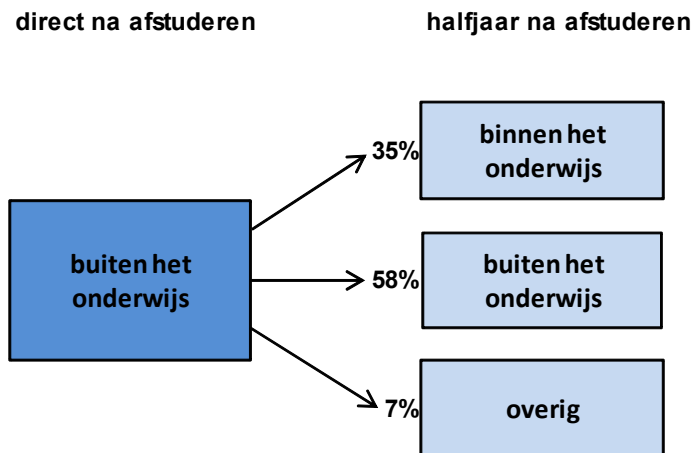 direct na afstuderen
halfjaar na afstuderen
buiten het
onderwijs
35%
binnen het
onderwijs
58%
buiten het
onderwijs
7%
overig